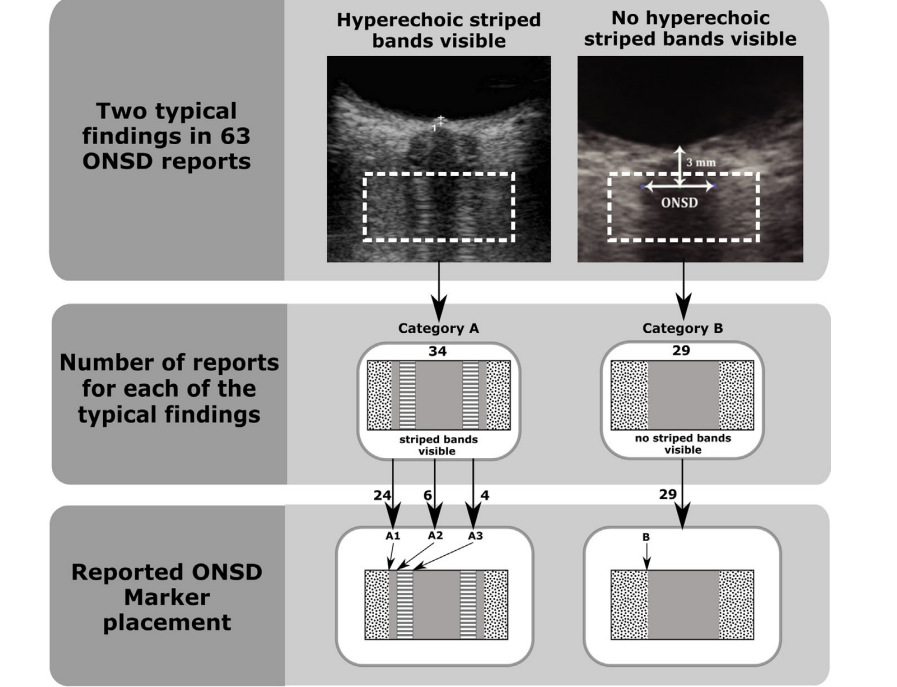 Hyperechoic striped
bands visible
No hyperechoic
striped bands visible
Two typical
findings in 63
ONSD reports
3 mm
ONSD
Number of reports
for each of the
typical findings
Category A
34
striped bands
visible
Category B
29
no striped bands
visible
24
6
4
29
Reported ONSD
Marker
placement
A1
A2
A3
B